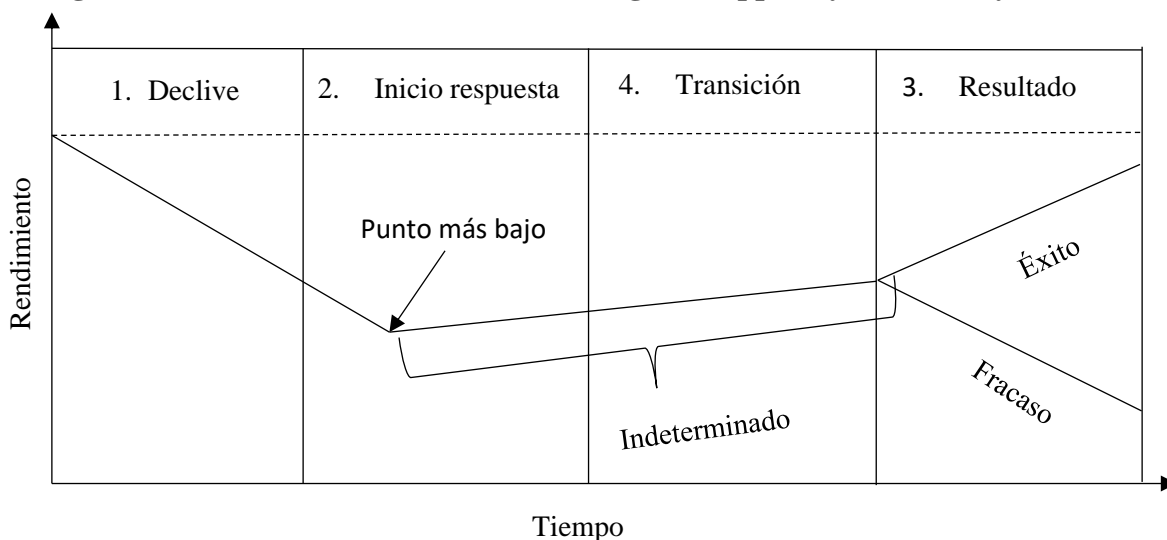 1. Declive
2. Inicio respuesta
4. Transición
3. Resultado
Punto más bajo
Éxito
Fracaso
Indeterminado
Rendimiento
Tiempo